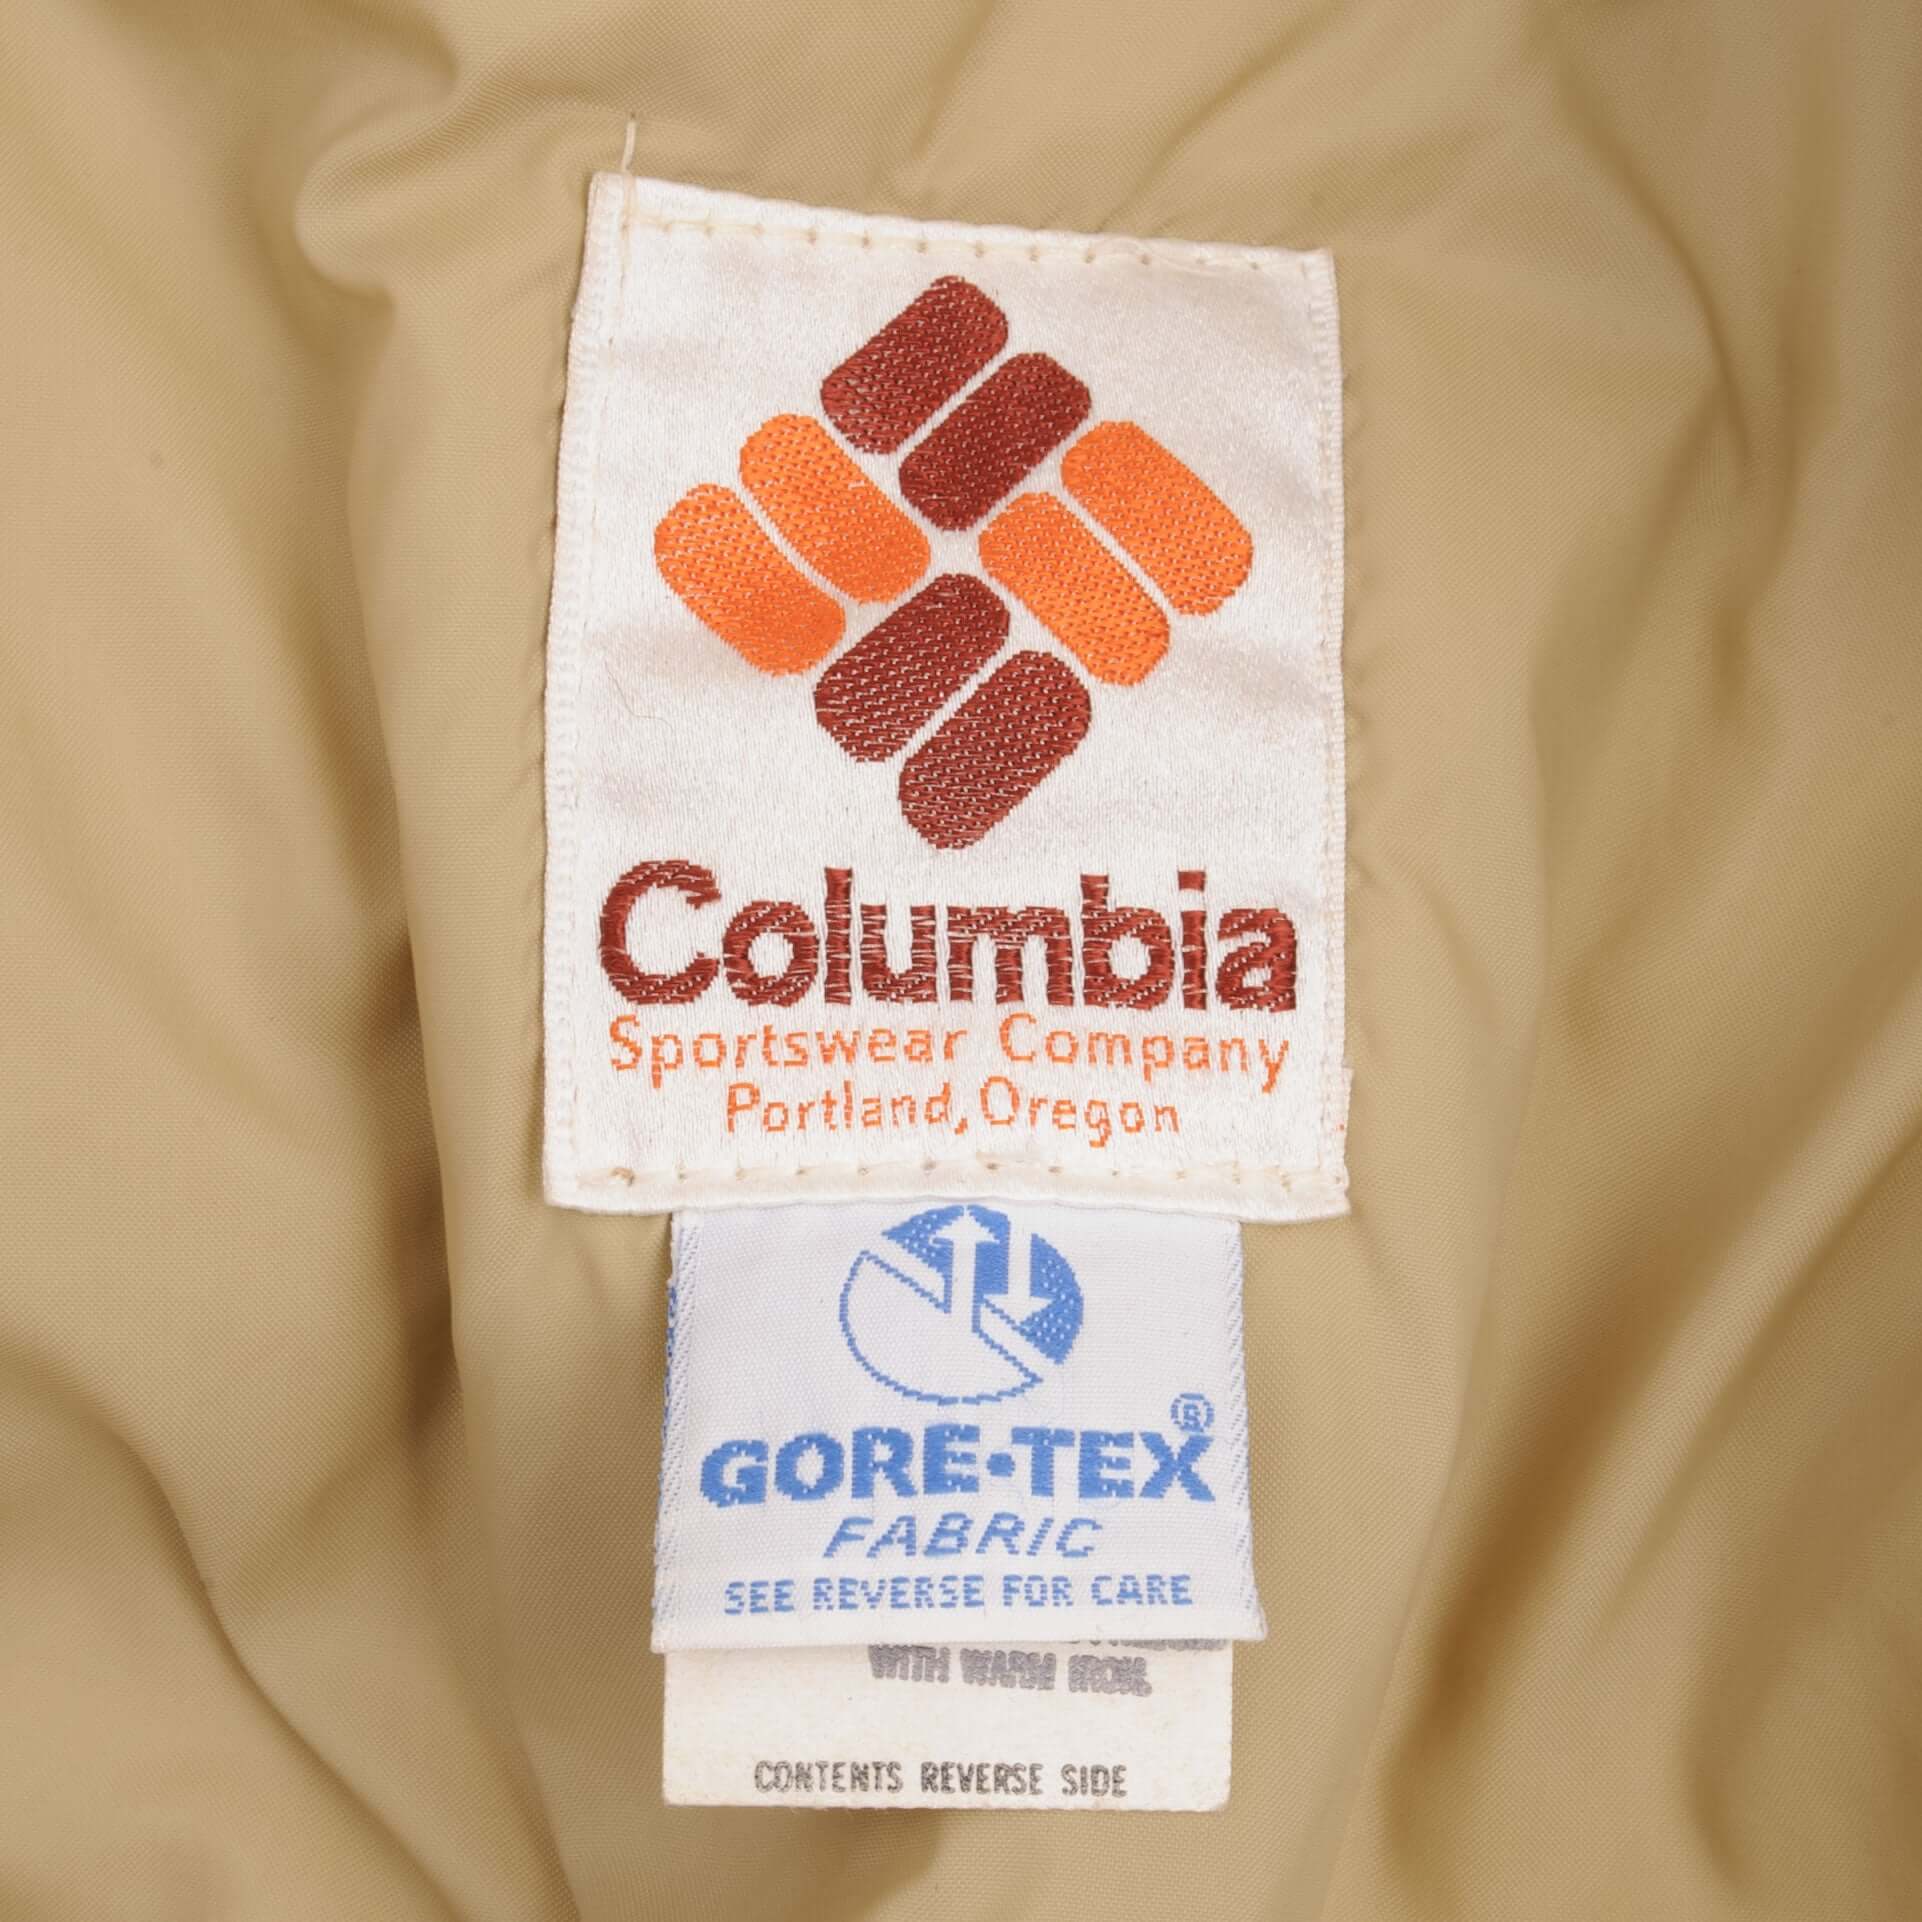 Columbia
Sportswear Company
Portland, Oregon
GORE-TEX®
FABRIC
SEE REVERSE FOR CARE
WITH WARM IRON.
CONTENTS REVERSE SIDE